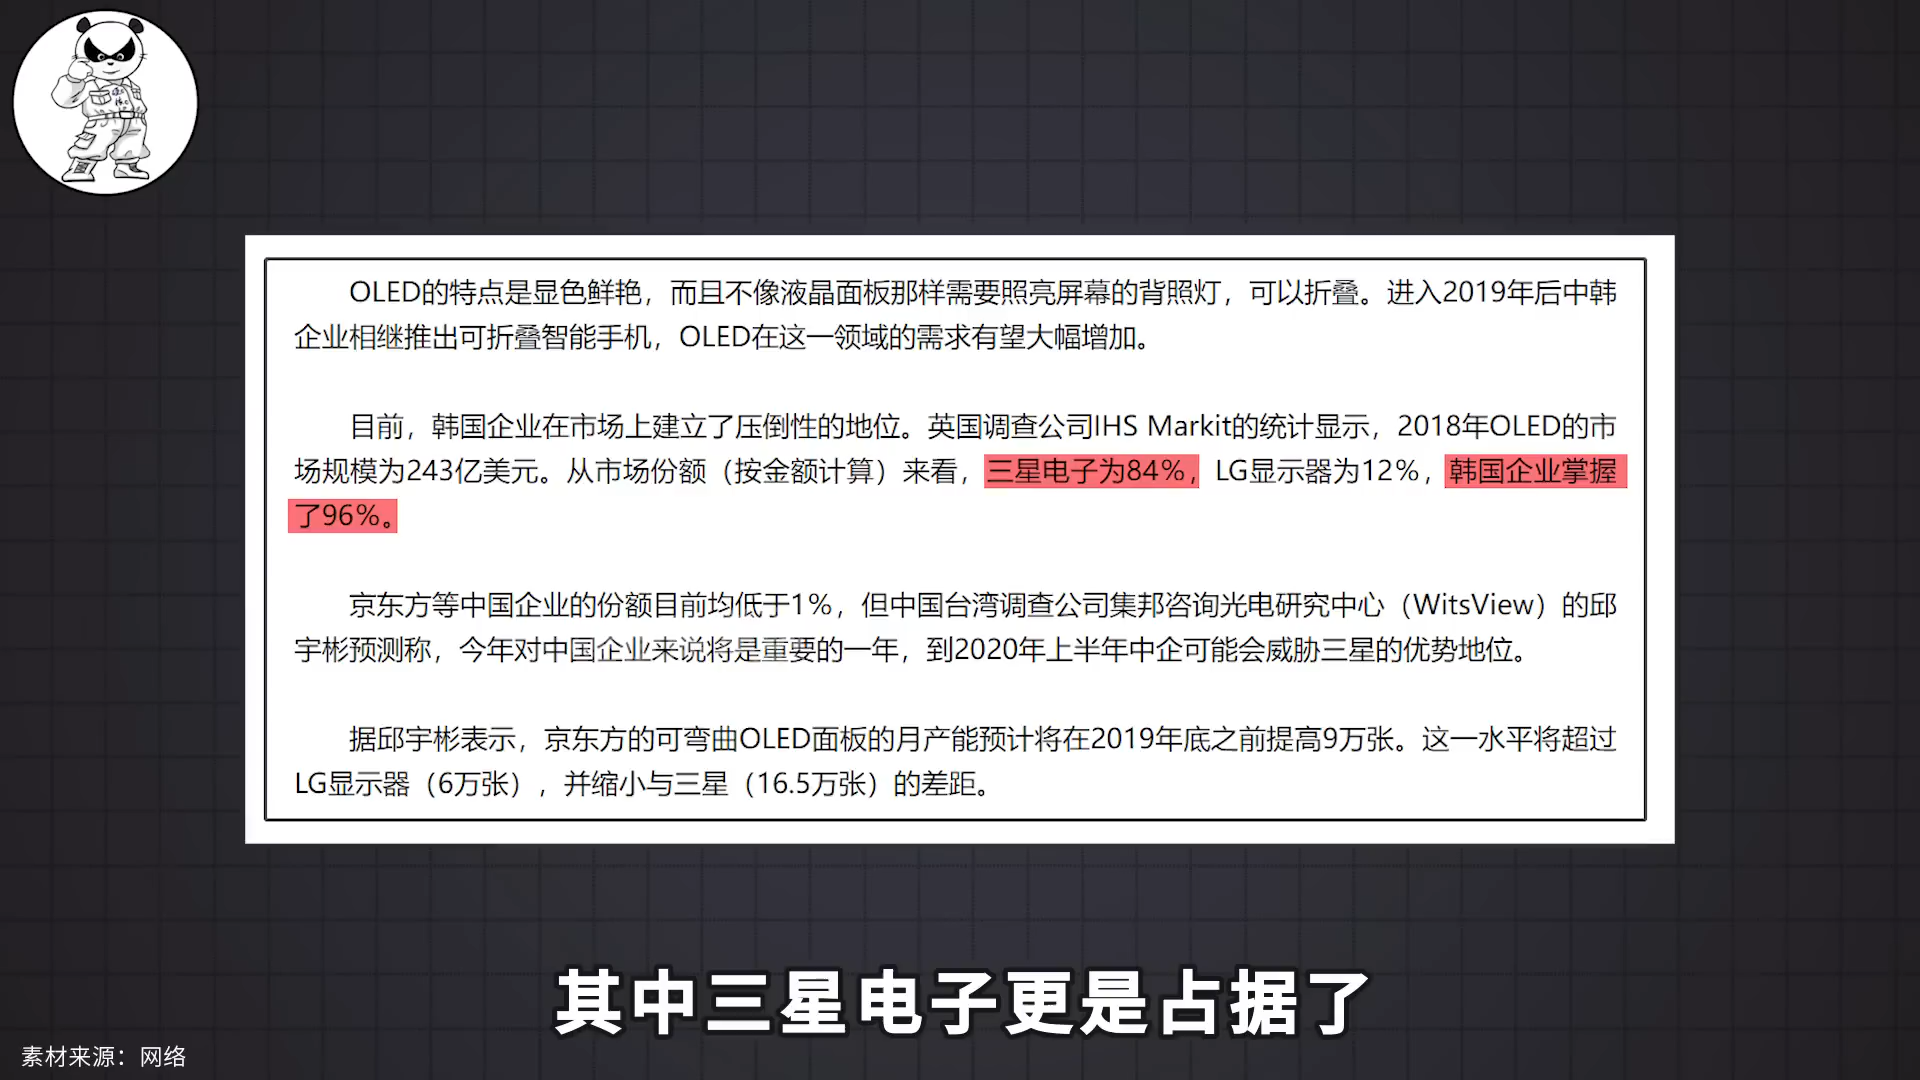 OLED的特点是显色鲜艳，而且不像液晶面板那样需要照亮屏幕的背照灯，可以折叠。进入2019年后中韩
企业相继推出可折叠智能手机，OLED在这一领域的需求有望大幅增加。
目前，韩国企业在市场上建立了压倒性的地位。英国调查公司IHS Markit的统计显示，2018年OLED的市
场规模为243亿美元。从市场份额（按金额计算）来看，三星电子为84%，LG显示器为12%，韩国企业掌握
了96%。
京东方等中国企业的份额目前均低于1%，但中国台湾调查公司集邦咨询光电研究中心（WitsView）的邱
宇彬预测称，今年对中国企业来说将是重要的一年，到2020年上半年中企可能会威胁三星的优势地位。
据邱宇彬表示，京东方的可弯曲OLED面板的月产能预计将在2019年底之前提高9万张。这一水平将超过
LG显示器（6万张），并缩小与三星（16.5万张）的差距。
其中三星电子更是占据了
素材来源：网络